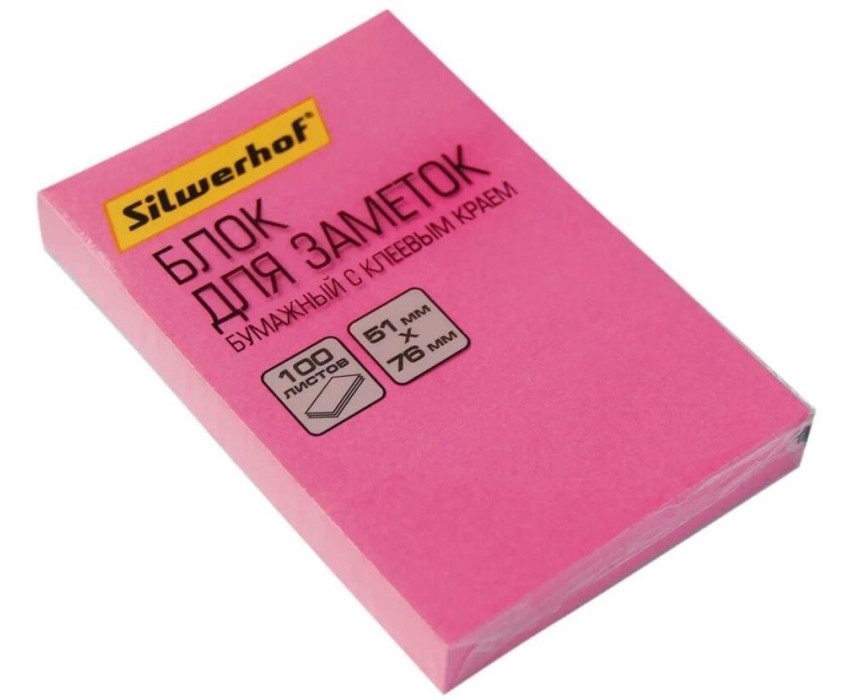 Silwerhof®
БЛОК
ДЛЯ ЗАМЕТОК
БУМАЖНЫЙ С КЛЕЕВЫМ КРАЕМ
100
ЛИСТОВ
51 мм
х
76 мм